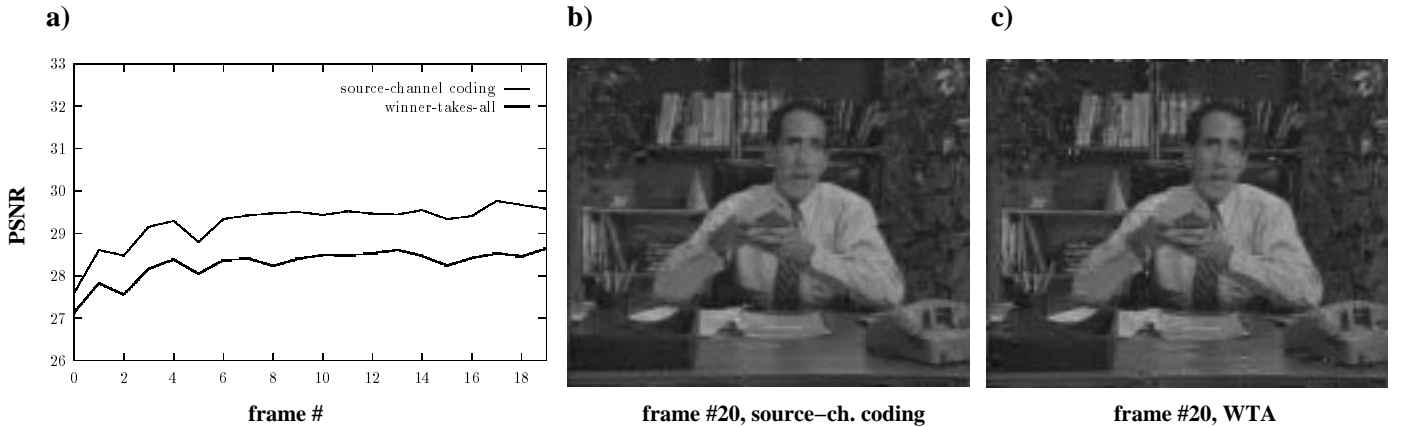 a)
b)
c)
33
32
31
30
29
28
27
26
PSNR
source-channel coding
winner-takes-all
0 2 4 6 8 10 12 14 16 18
frame #
frame #20, source-ch. coding
frame #20, WTA